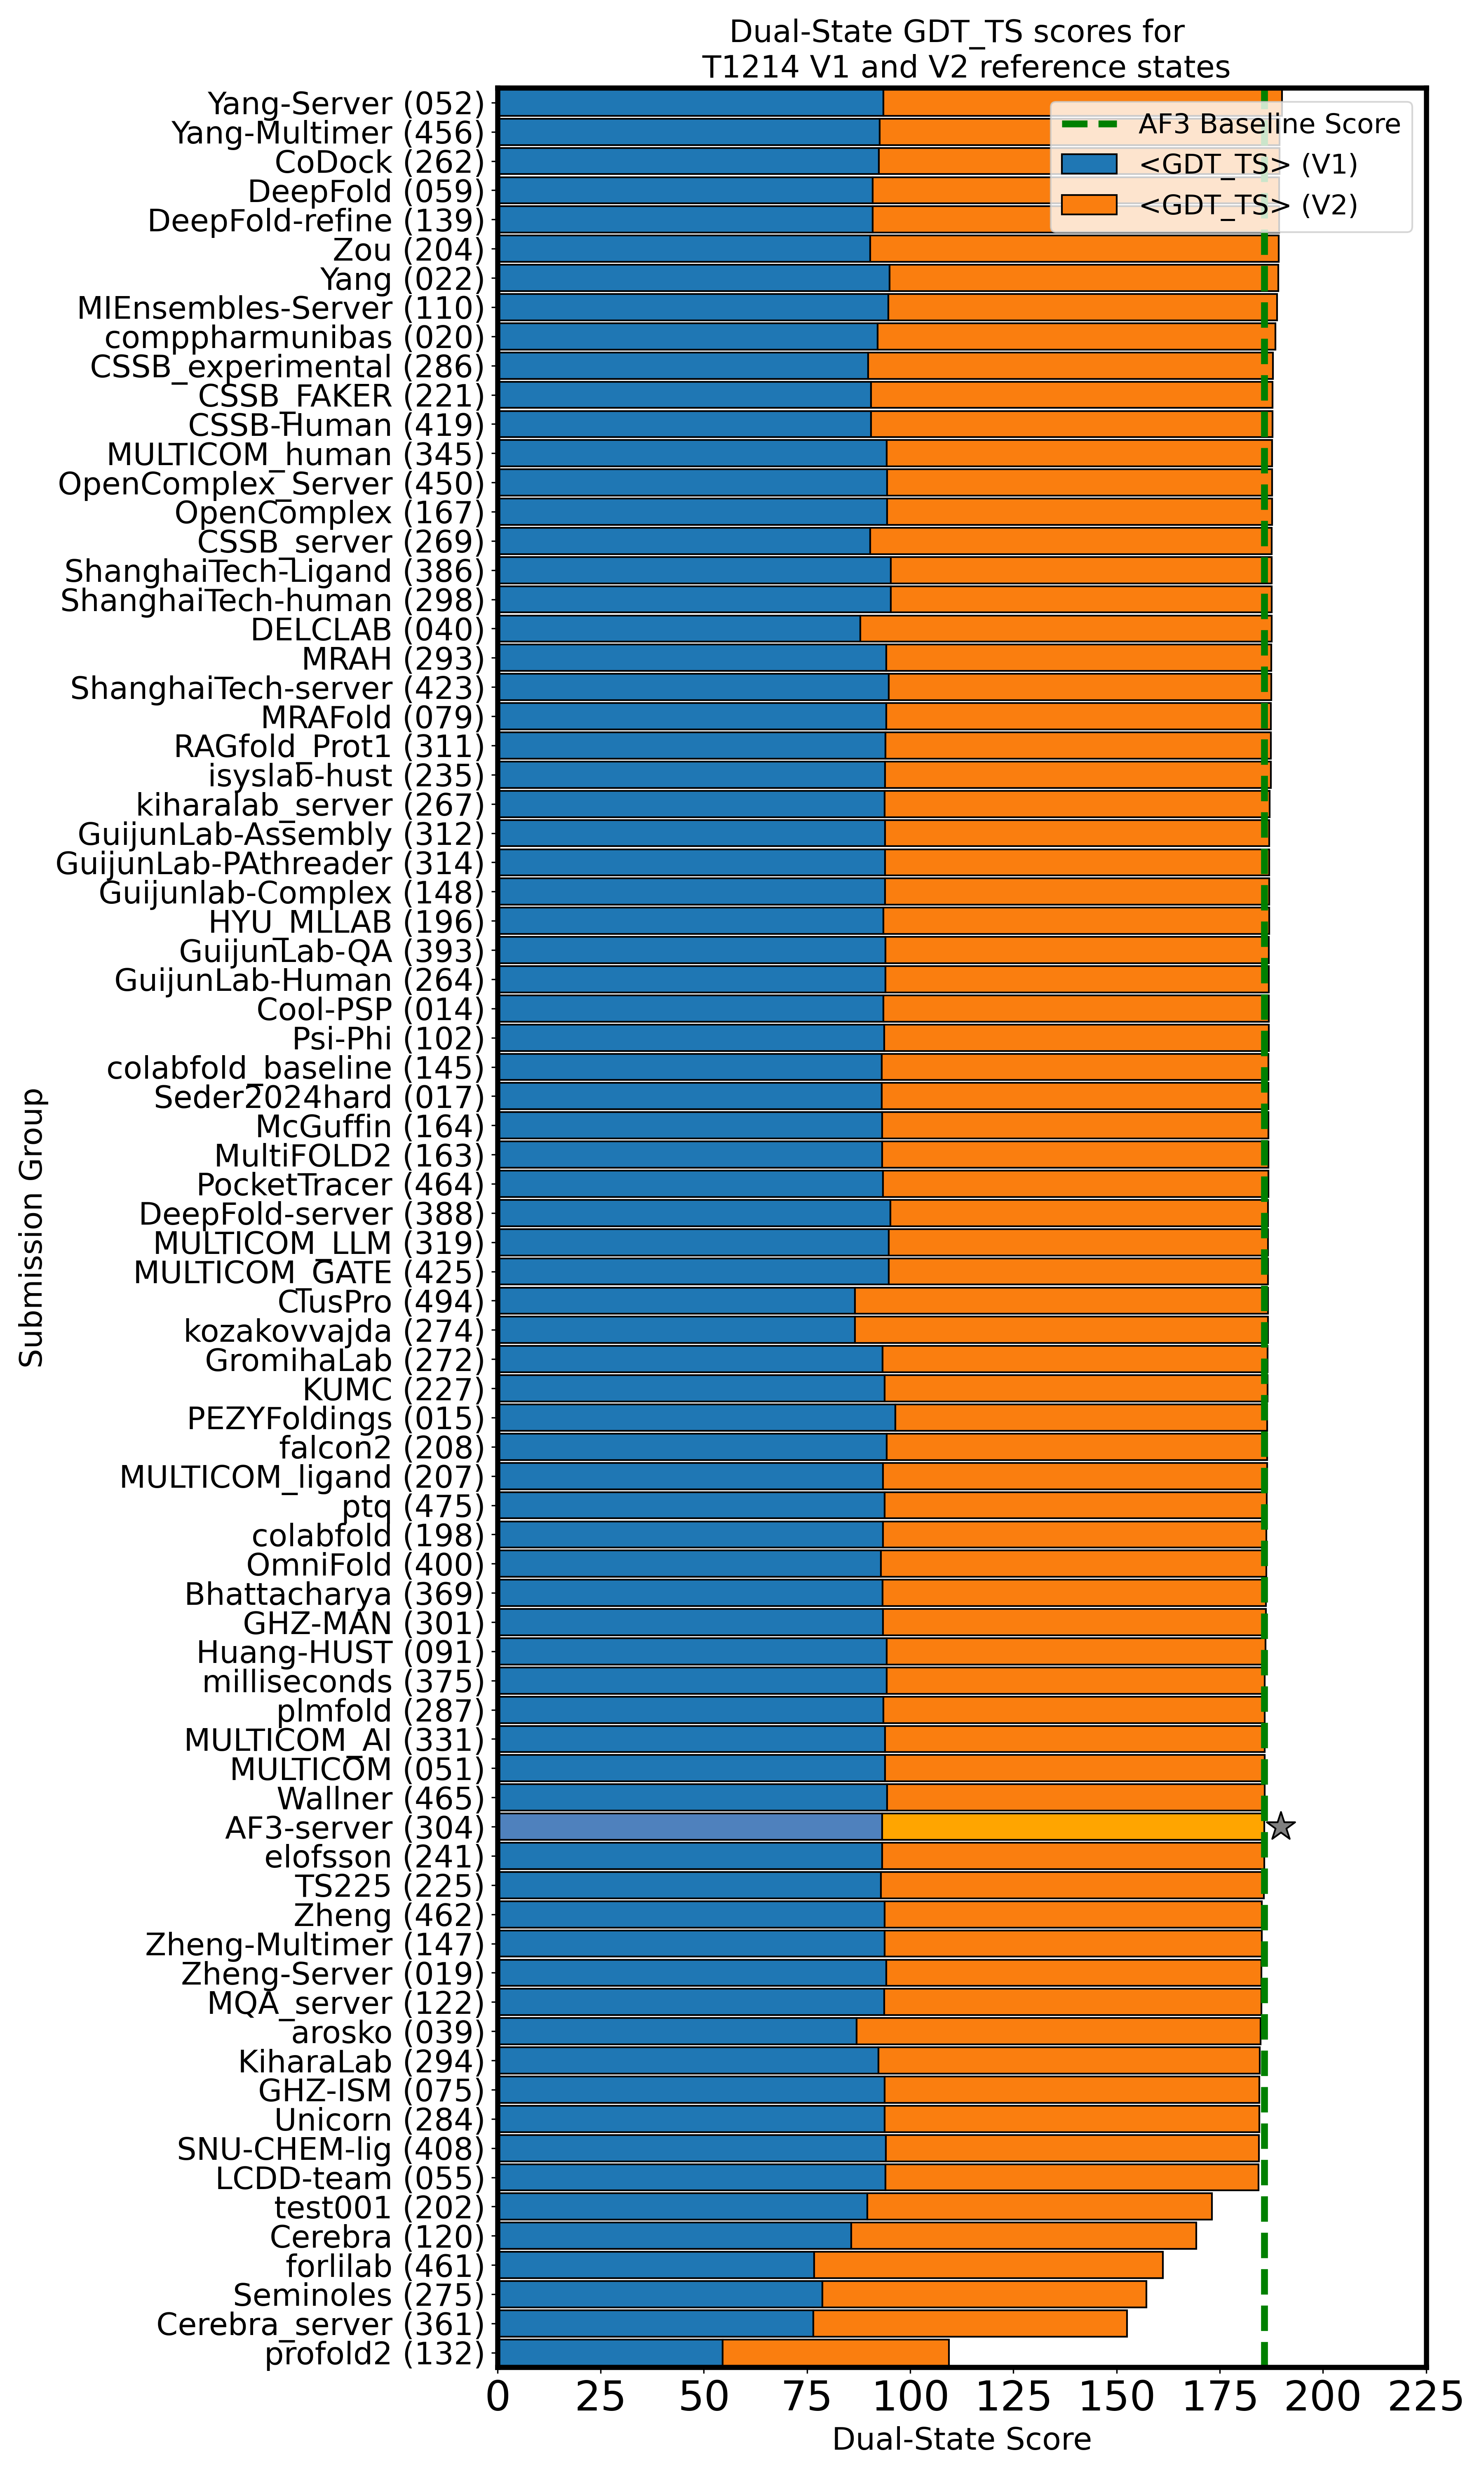 Dual-State GDT_TS scores for
T1214 V1 and V2 reference states
AF3 Baseline Score
<GDT_TS> (V1)
<GDT_TS> (V2)
Submission Group
Yang-Server (052)
Yang-Multimer (456)
CoDock (262)
DeepFold (059)
DeepFold-refine (139)
Zou (204)
Yang (022)
MIEnsembles-Server (110)
comppharmunibas (020)
CSSB_experimental (286)
CSSB_FAKER (221)
CSSB-Human (419)
MULTICOM_human (345)
OpenComplex_Server (450)
OpenComplex (167)
CSSB_server (269)
ShanghaiTech-Ligand (386)
ShanghaiTech-human (298)
DELCLAB (040)
MRAH (293)
ShanghaiTech-server (423)
MRAFold (079)
RAGfold_Prot1 (311)
isyslab-hust (235)
kiharalab_server (267)
GuijunLab-Assembly (312)
GuijunLab-PAthreader (314)
Guijunlab-Complex (148)
HYU_MLLAB (196)
GuijunLab-QA (393)
GuijunLab-Human (264)
Cool-PSP (014)
Psi-Phi (102)
colabfold_baseline (145)
Seder2024hard (017)
McGuffin (164)
MultiFOLD2 (163)
PocketTracer (464)
DeepFold-server (388)
MULTICOM_LLM (319)
MULTICOM_GATE (425)
ClusPro (494)
kozakovvajda (274)
GromihaLab (272)
KUMC (227)
PEZYFoldings (015)
falcon2 (208)
MULTICOM_ligand (207)
ptq (475)
colabfold (198)
OmniFold (400)
Bhattacharya (369)
GHZ-MAN (301)
Huang-HUST (091)
milliseconds (375)
plmfold (287)
MULTICOM_AI (331)
MULTICOM (051)
Wallner (465)
AF3-server (304)
elofsson (241)
TS225 (225)
Zheng (462)
Zheng-Multimer (147)
Zheng-Server (019)
MQA_server (122)
arosko (039)
KiharaLab (294)
GHZ-ISM (075)
Unicorn (284)
SNU-CHEM-lig (408)
LCDD-team (055)
test001 (202)
Cerebra (120)
forlilab (461)
Seminoles (275)
Cerebra_server (361)
profold2 (132)
0 25 50 75 100 125 150 175 200 225
Dual-State Score